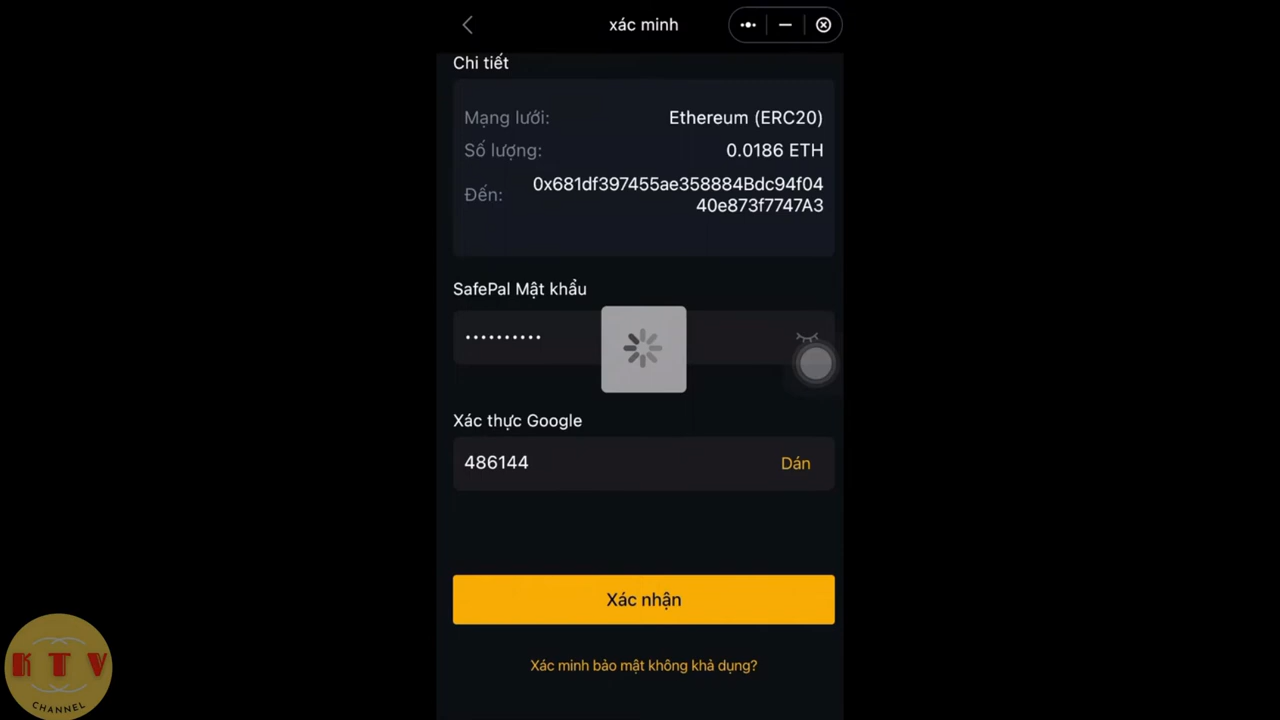 xác minh
Chi tiết
Mạng lưới: Ethereum (ERC20)
Số lượng: 0.0186 ETH
Đến: 0x681df397455ae358884Bdc94f04
40e873f7747A3
SafePal Mật khẩu
••••••••••
Xác thực Google
486144 Dán
Xác nhận
Xác minh bảo mật không khả dụng?
KTV
CHANNEL